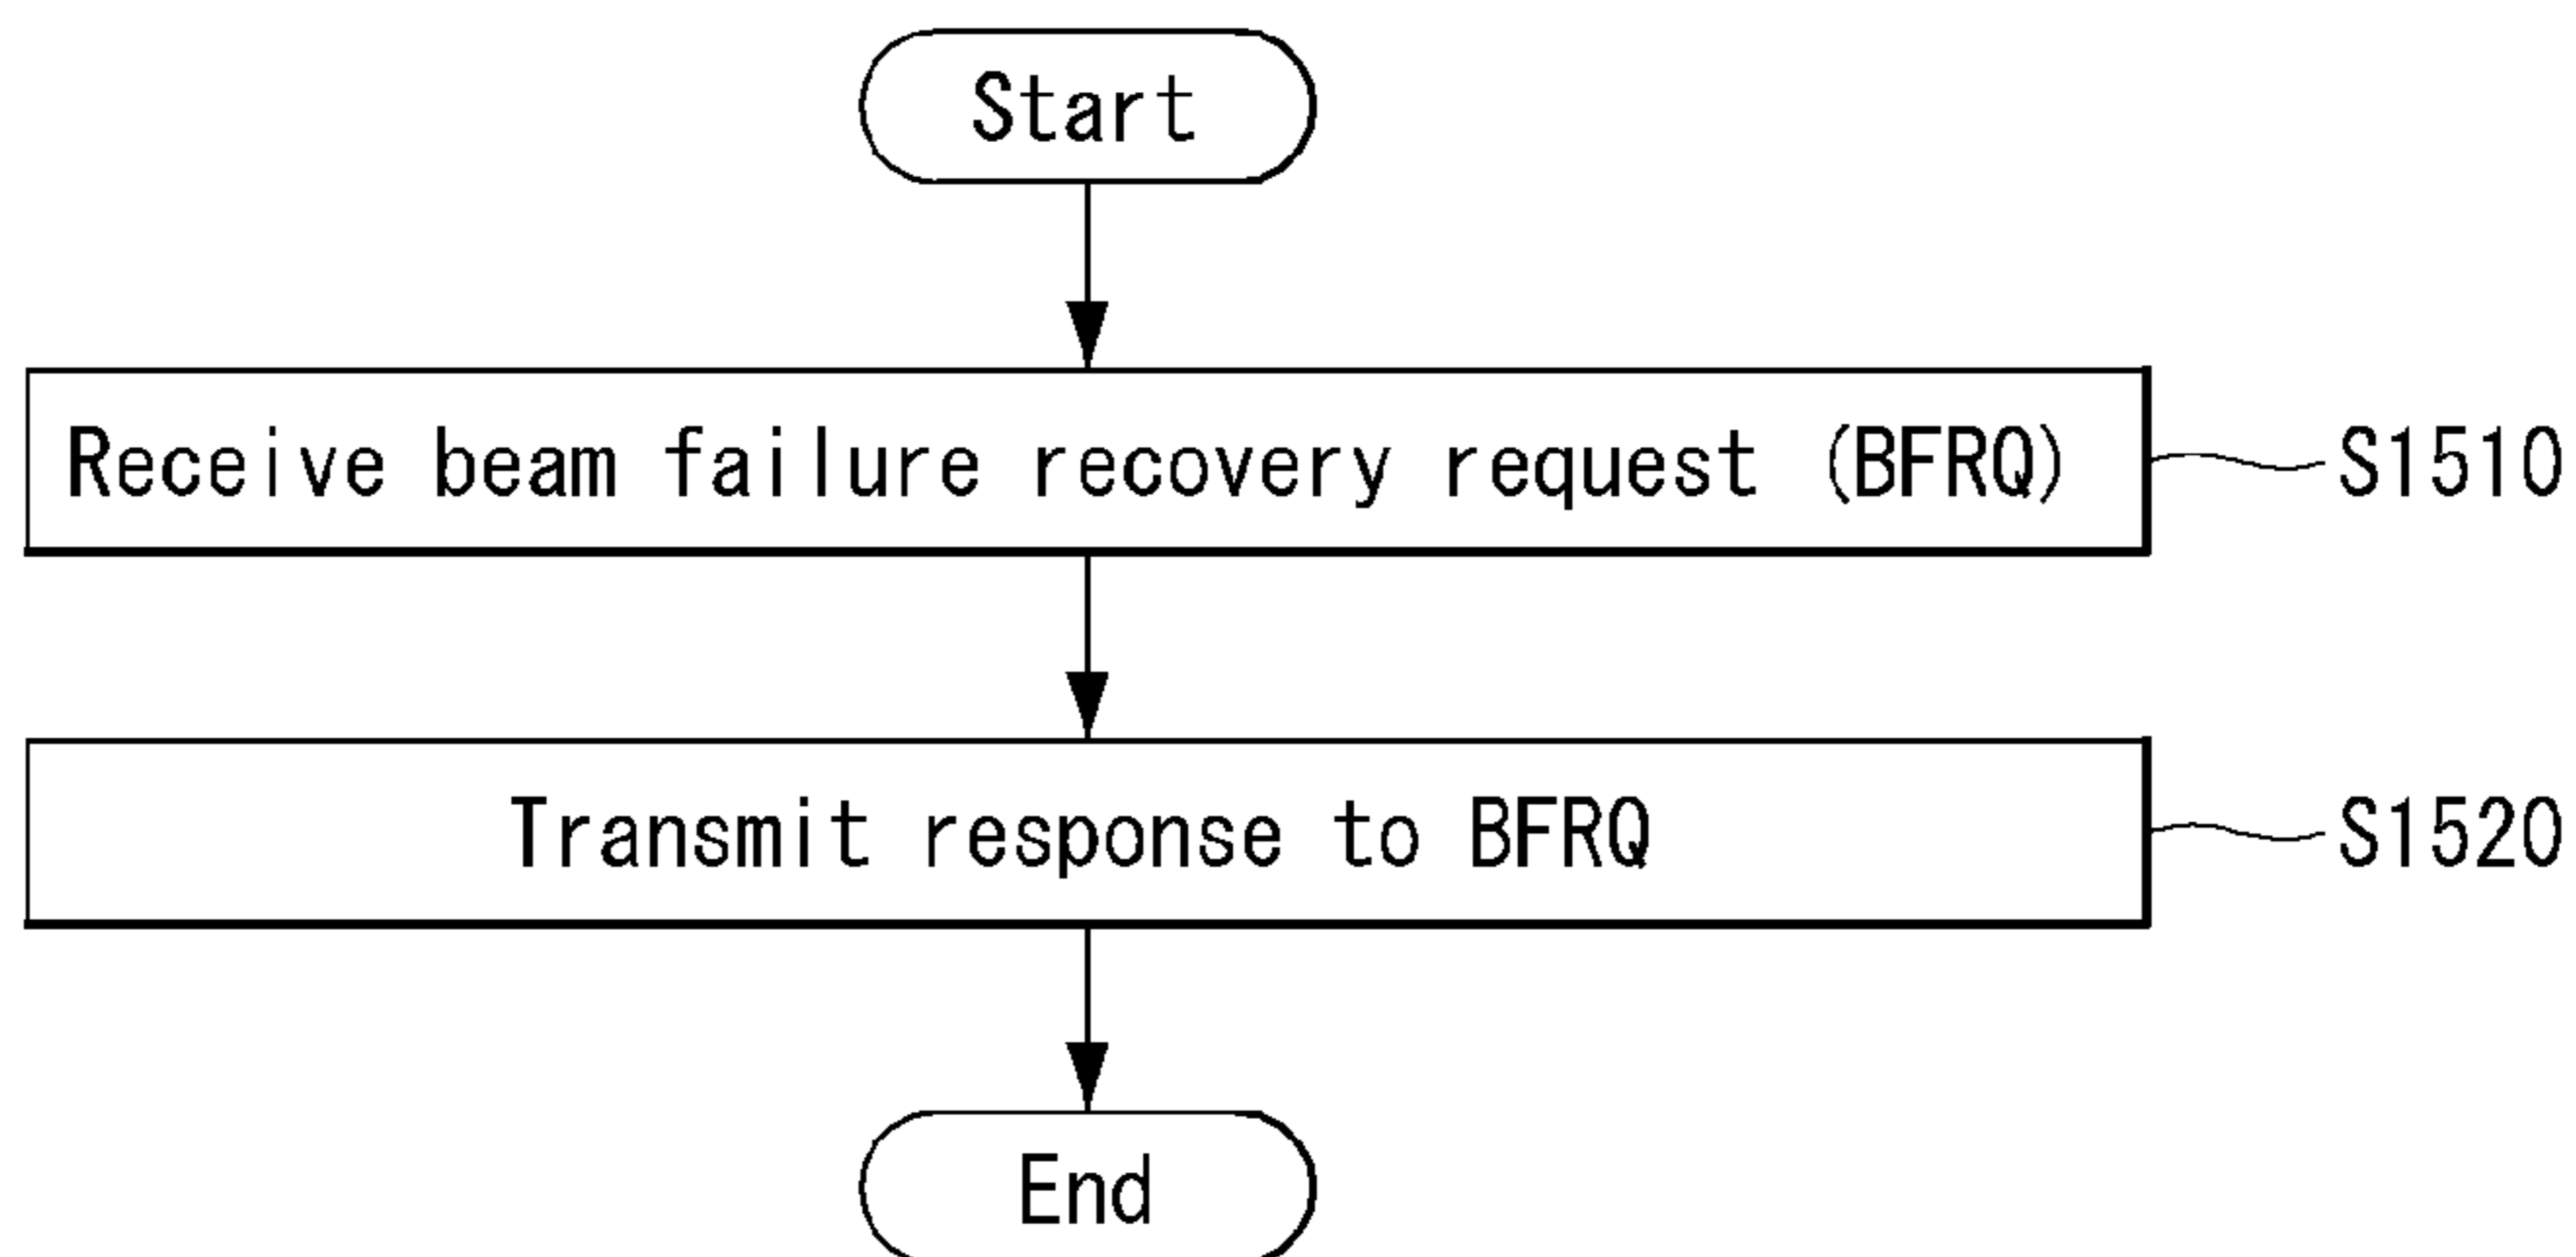 Start
Receive beam failure recovery request (BFRQ)
S1510
Transmit response to BFRQ
S1520
End